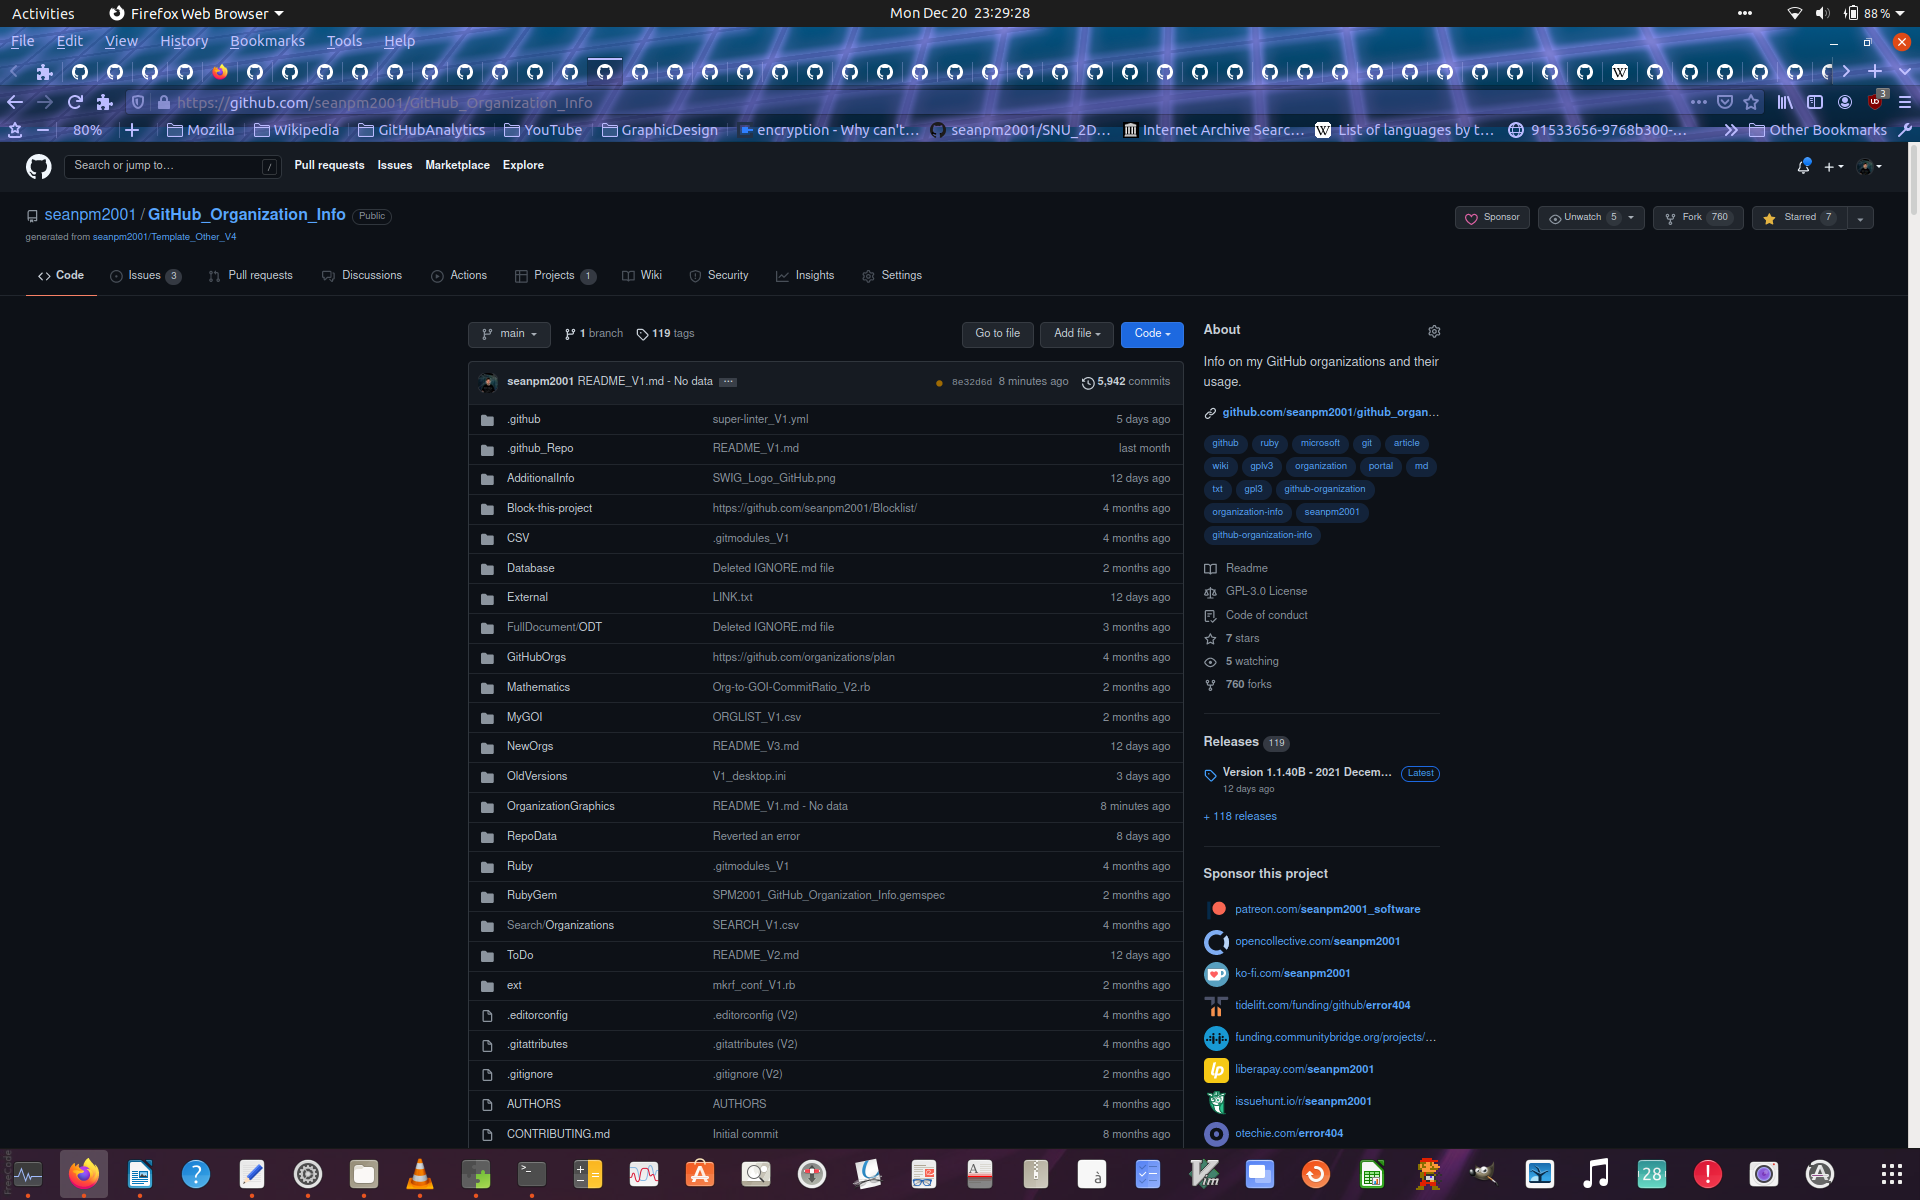 Activities
Firefox Web Browser
Mon Dec 20 23:29:28
88 %
File Edit View History Bookmarks Tools Help
https://github.com/seanpm2001/GitHub_Organization_Info
3
80%
Mozilla
Wikipedia
GitHubAnalytics
YouTube
GraphicDesign
encryption - Why can't...
seanpm2001/SNU_2D...
Internet Archive Searc...
List of languages by t...
91533656-9768b300-...
Other Bookmarks
Search or jump to... /
Pull requests Issues Marketplace Explore
seanpm2001 / GitHub_Organization_Info Public
generated from seanpm2001/Template_Other_V4
Sponsor
Unwatch 5
Fork 760
Starred 7
Code
Issues 3
Pull requests
Discussions
Actions
Projects 1
Wiki
Security
Insights
Settings
main
1 branch
119 tags
Go to file
Add file
Code
seanpm2001 README_V1.md - No data ... 8e32d6d 8 minutes ago 5,942 commits
.github super-linter_V1.yml 5 days ago
.github_Repo README_V1.md last month
AdditionalInfo SWIG_Logo_GitHub.png 12 days ago
Block-this-project https://github.com/seanpm2001/Blocklist/ 4 months ago
CSV .gitmodules_V1 4 months ago
Database Deleted IGNORE.md file 2 months ago
External LINK.txt 12 days ago
FullDocument/ODT Deleted IGNORE.md file 3 months ago
GitHubOrgs https://github.com/organizations/plan 4 months ago
Mathematics Org-to-GOI-CommitRatio_V2.rb 2 months ago
MyGOI ORGLIST_V1.csv 2 months ago
NewOrgs README_V3.md 12 days ago
OldVersions V1_desktop.ini 3 days ago
OrganizationGraphics README_V1.md - No data 8 minutes ago
RepoData Reverted an error 8 days ago
Ruby .gitmodules_V1 4 months ago
RubyGem SPM2001_GitHub_Organization_Info.gemspec 2 months ago
Search/Organizations SEARCH_V1.csv 4 months ago
ToDo README_V2.md 12 days ago
ext mkrf_conf_V1.rb 2 months ago
.editorconfig .editorconfig (V2) 4 months ago
.gitattributes .gitattributes (V2) 4 months ago
.gitignore .gitignore (V2) 2 months ago
AUTHORS AUTHORS 4 months ago
CONTRIBUTING.md Initial commit 8 months ago
About
Info on my GitHub organizations and their
usage.
github.com/seanpm2001/github_organ...
github ruby microsoft git article
wiki gplv3 organization portal md
txt gpl3 github-organization
organization-info seanpm2001
github-organization-info
Readme
GPL-3.0 License
Code of conduct
7 stars
5 watching
760 forks
Releases 119
Version 1.1.40B - 2021 Decem... Latest
12 days ago
+ 118 releases
Sponsor this project
patreon.com/seanpm2001_software
opencollective.com/seanpm2001
ko-fi.com/seanpm2001
tidelift.com/funding/github/error404
funding.communitybridge.org/projects/...
liberapay.com/seanpm2001
issuehunt.io/r/seanpm2001
otechie.com/error404
28